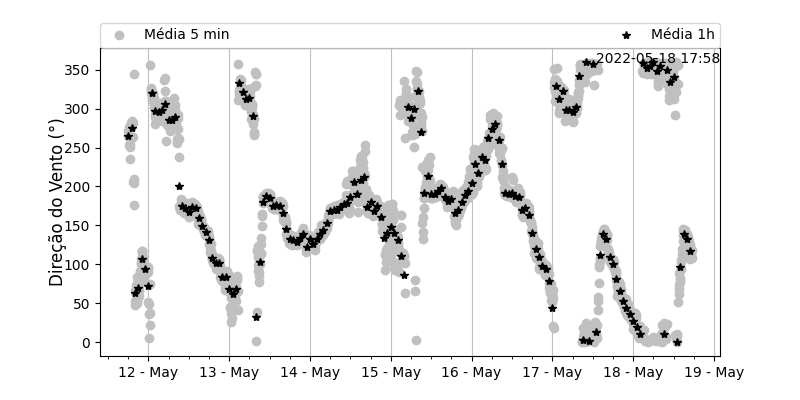 Média 5 min
Média 1h
2022-05-18 17:58
Direção do Vento (°)
350
300
250
200
150
100
50
0
12 - May
13 - May
14 - May
15 - May
16 - May
17 - May
18 - May
19 - May